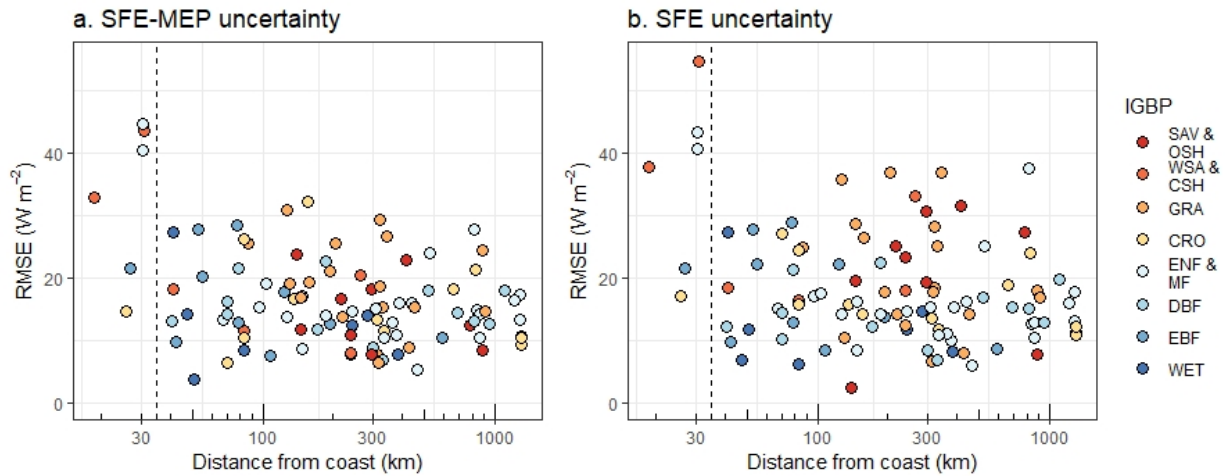 a. SFE-MEP uncertainty
RMSE (W m⁻²)
40
20
0
30
100
300
1000
Distance from coast (km)
b. SFE uncertainty
RMSE (W m⁻²)
40
20
0
30
100
300
1000
Distance from coast (km)
IGBP
SAV &
OSH
WSA &
CSH
GRA
CRO
ENF &
MF
DBF
EBF
WET